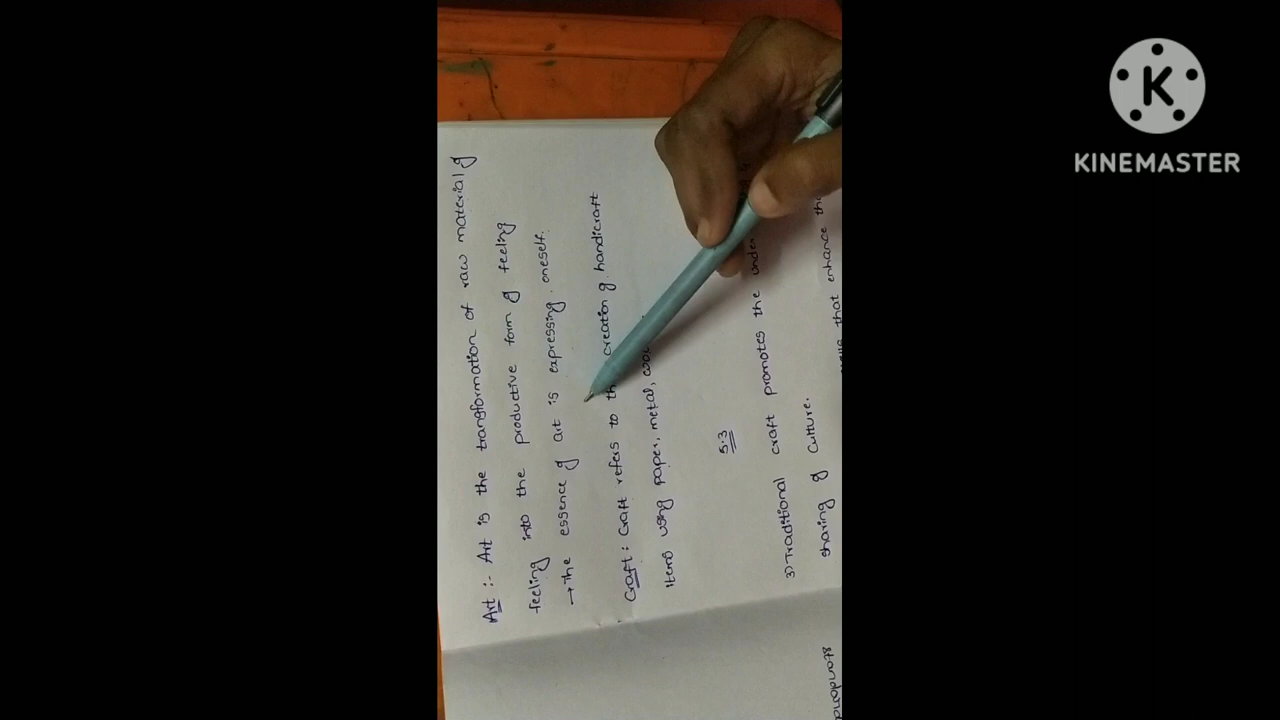 Art :- Art is the transformation of raw material of
feeling into the productive form of feeling
→ The essence of art is expressing. oneself.
Craft : Craft refers to the creation of handicraft
items using paper, metal,
5.3
3) Traditional craft promotes the under
sharing of culture.
that enhance the
K
KINEMASTER